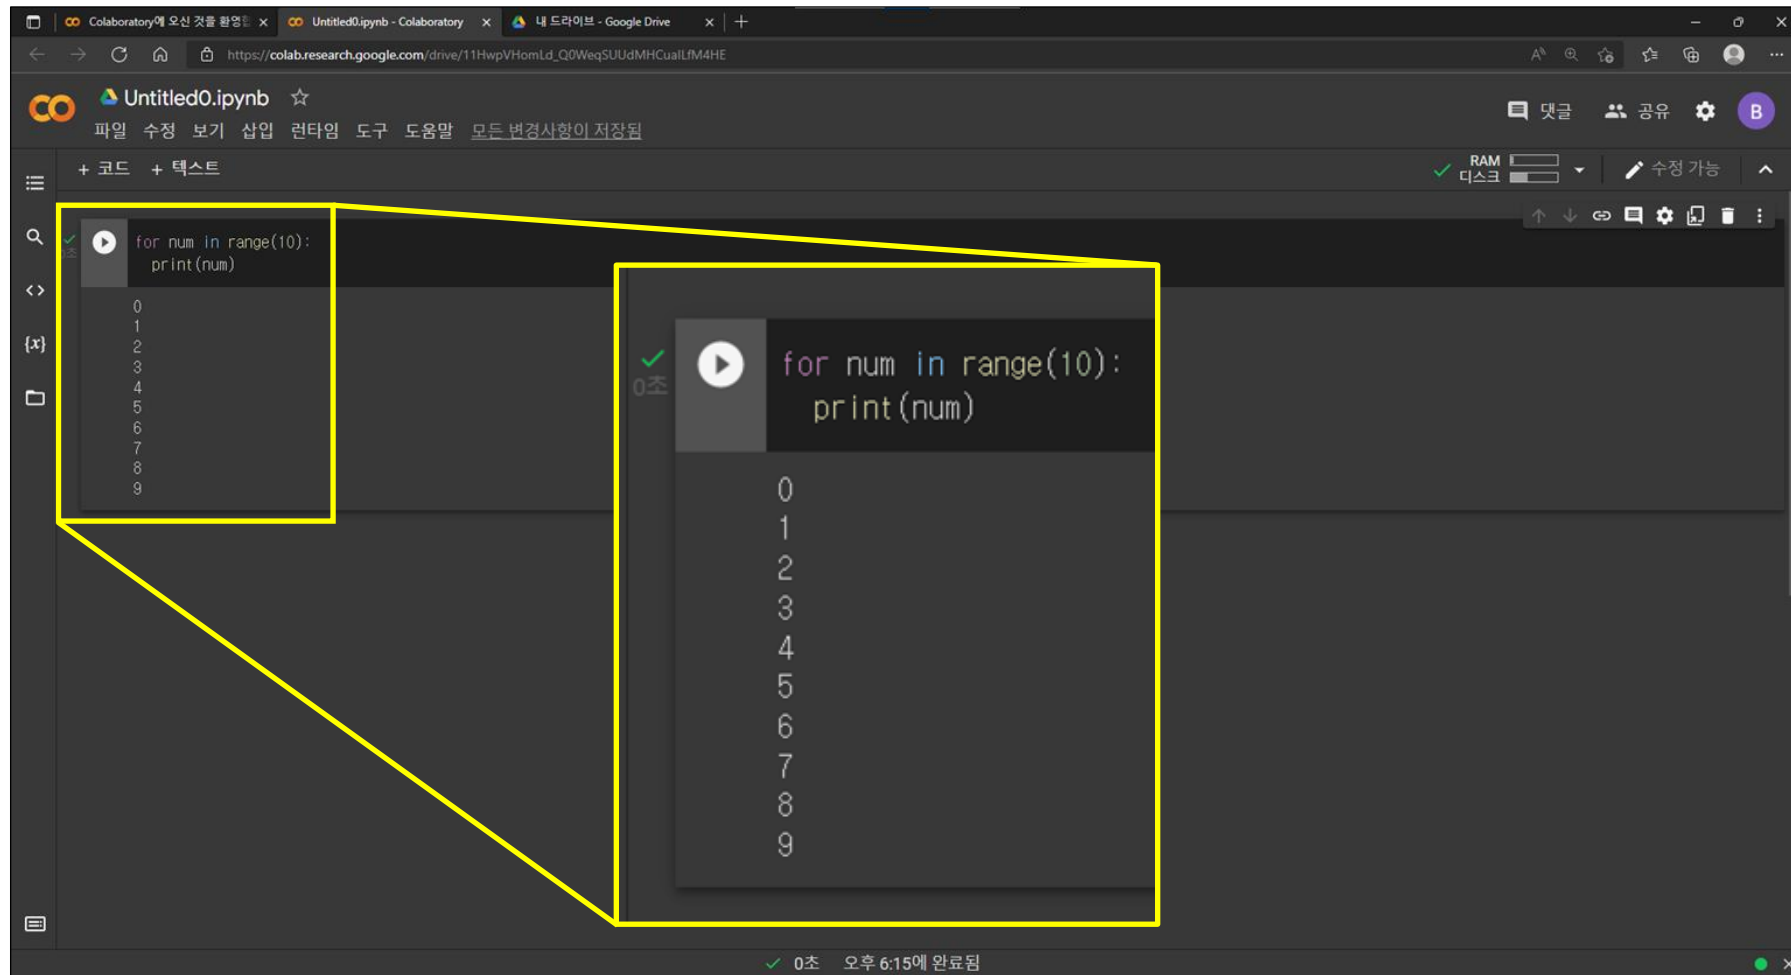 Colaboratory에 오신 것을 환영합
Untitled0.ipynb - Colaboratory
내 드라이브 - Google Drive
https://colab.research.google.com/drive/11HwpVHomLd_Q0WeqSUUdMHCuaILfM4HE
CO
Untitled0.ipynb
파일 수정 보기 삽입 런타임 도구 도움말 모든 변경사항이 저장됨
댓글 공유 B
+ 코드 + 텍스트
RAM
디스크
수정 가능
0초
for num in range(10):
print(num)
0
1
2
3
4
5
6
7
8
9
{x}
0초
for num in range(10):
print(num)
0
1
2
3
4
5
6
7
8
9
0초 오후 6:15에 완료됨